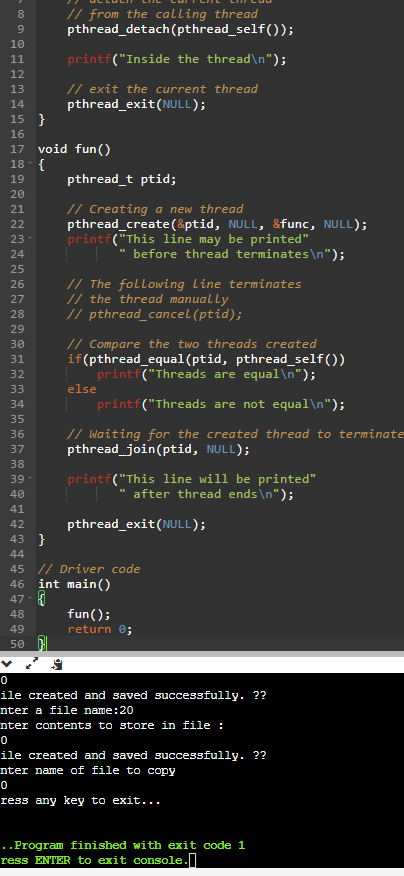 7 // detach the current thread
8 // from the calling thread
9 pthread_detach(pthread_self());
10
11 printf("Inside the thread\n");
12
13 // exit the current thread
14 pthread_exit(NULL);
15 }
16
17 void fun()
18 {
19 pthread_t ptid;
20
21 // Creating a new thread
22 pthread_create(&ptid, NULL, &func, NULL);
23 printf("This line may be printed"
24 " before thread terminates\n");
25
26 // The following line terminates
27 // the thread manually
28 // pthread_cancel(ptid);
29
30 // Compare the two threads created
31 if(pthread_equal(ptid, pthread_self())
32 printf("Threads are equal\n");
33 else
34 printf("Threads are not equal\n");
35
36 // Waiting for the created thread to terminate
37 pthread_join(ptid, NULL);
38
39 printf("This line will be printed"
40 " after thread ends\n");
41
42 pthread_exit(NULL);
43 }
44
45 // Driver code
46 int main()
47 {
48 fun();
49 return 0;
50 }
0
ile created and saved successfully. ??
nter a file name:20
nter contents to store in file :
0
ile created and saved successfully. ??
nter name of file to copy
0
ress any key to exit...
..Program finished with exit code 1
ress ENTER to exit console.